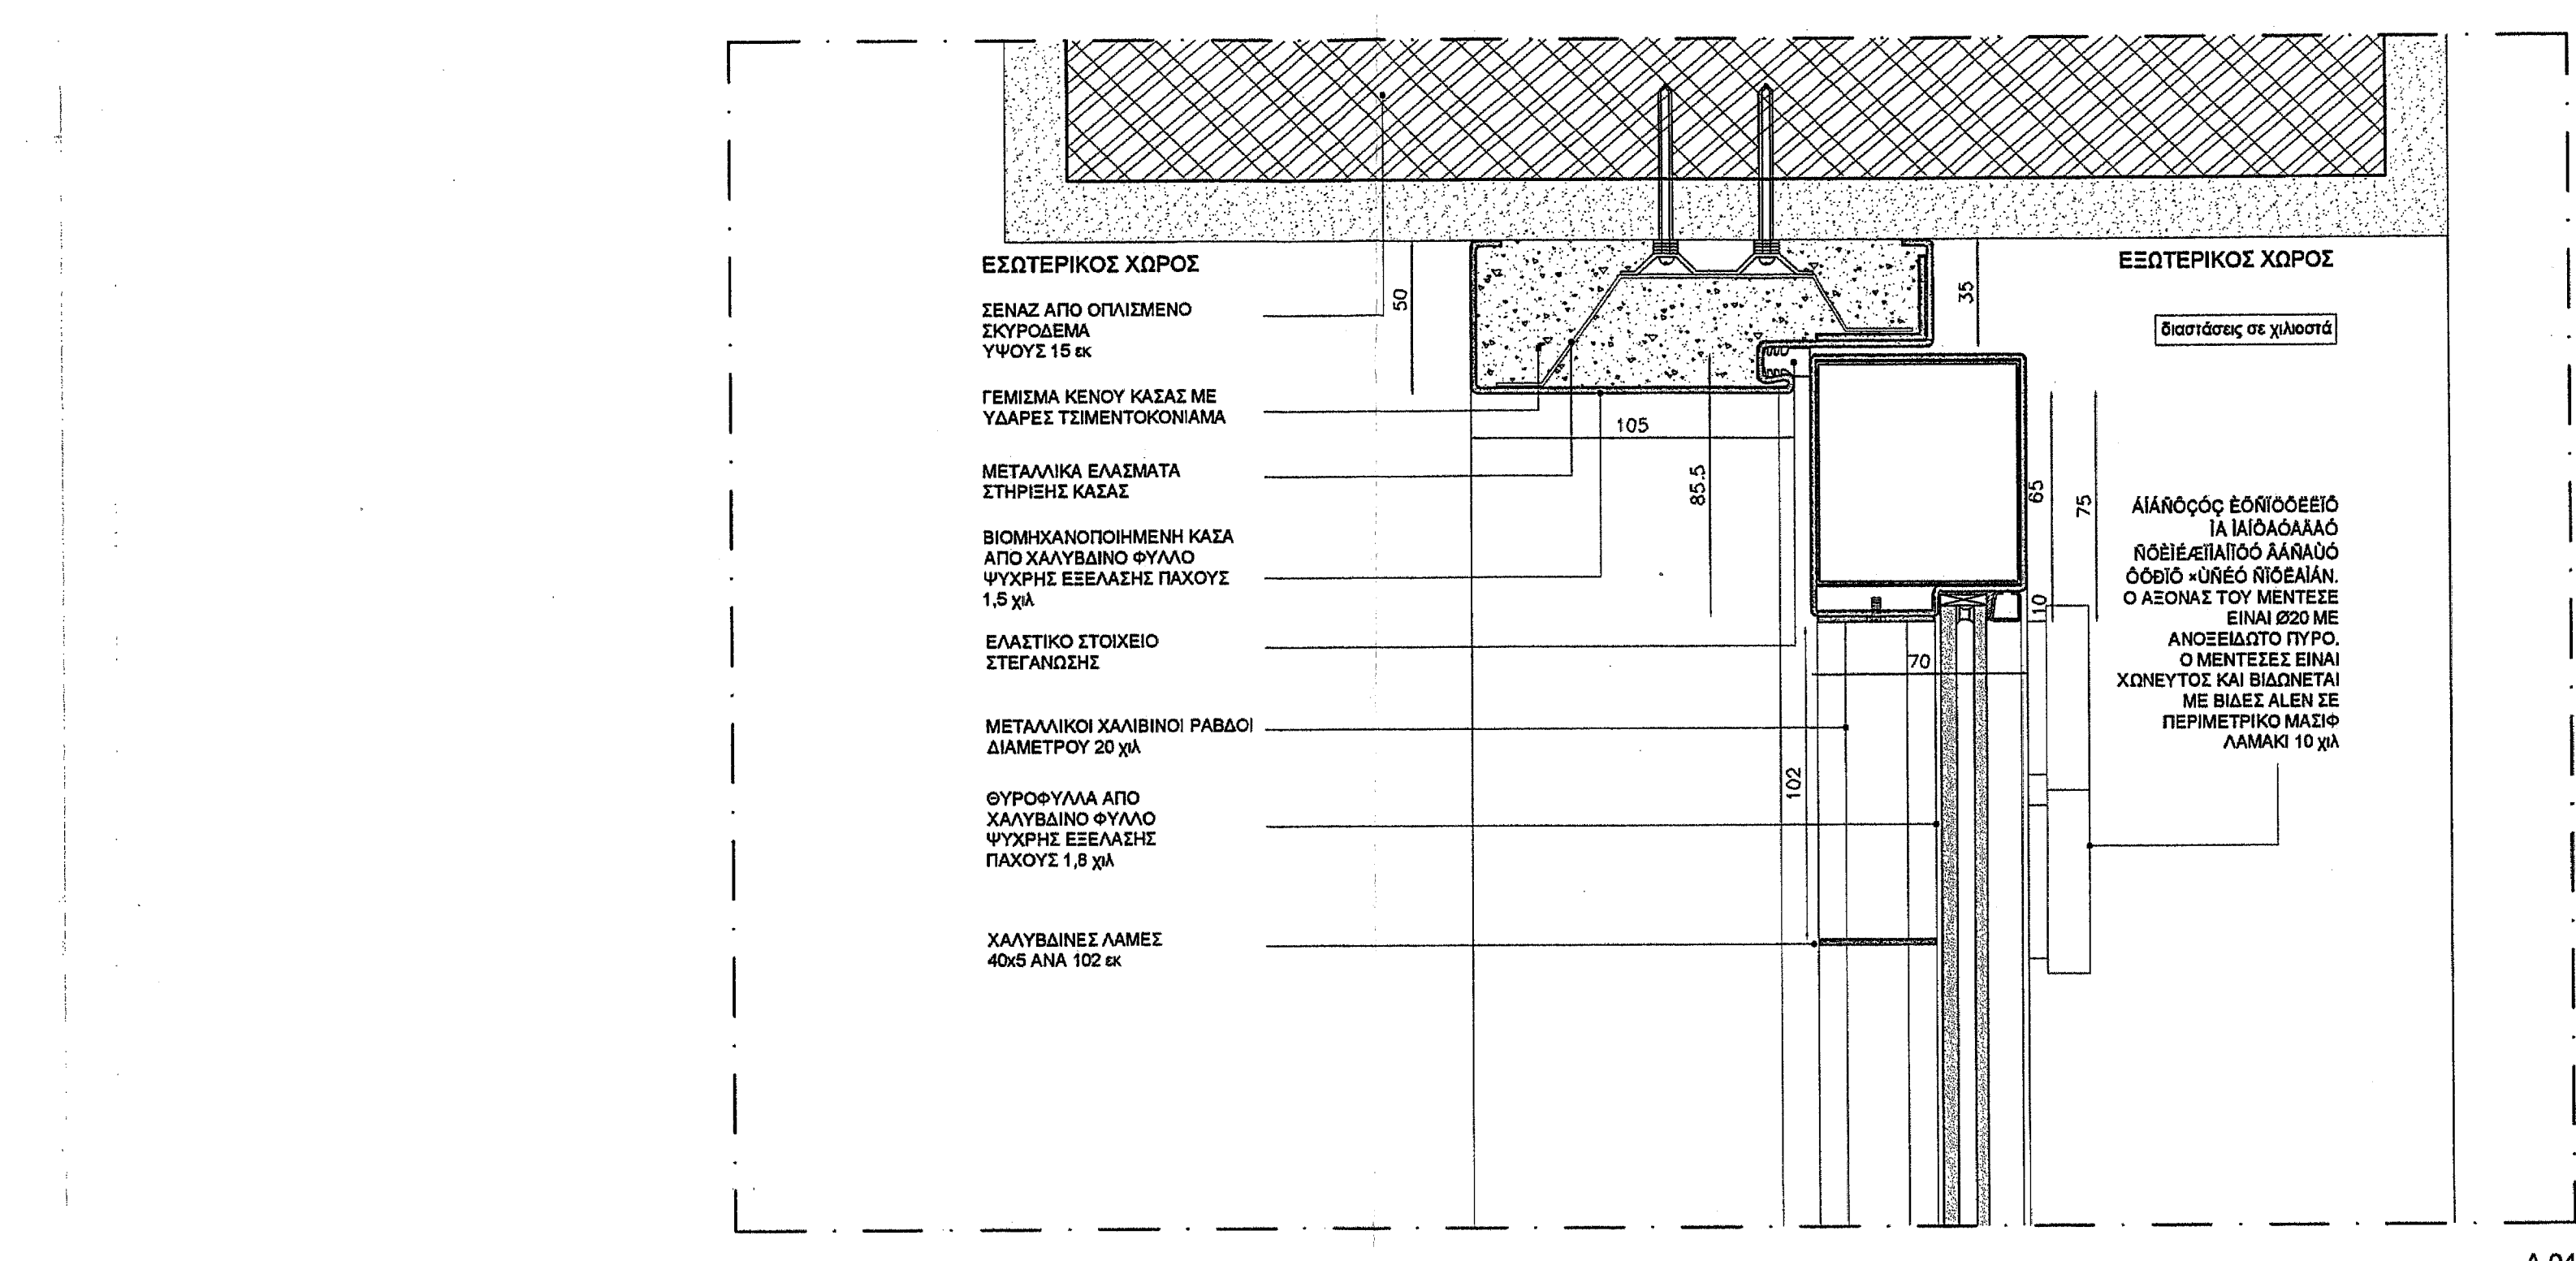 ΕΣΩΤΕΡΙΚΟΣ ΧΩΡΟΣ
ΣΕΝΑΖ ΑΠΟ ΟΠΛΙΣΜΕΝΟ
ΣΚΥΡΟΔΕΜΑ
ΥΨΟΥΣ 15 εκ
ΓΕΜΙΣΜΑ ΚΕΝΟΥ ΚΑΣΑΣ ΜΕ
ΥΔΑΡΕΣ ΤΣΙΜΕΝΤΟΚΟΝΙΑΜΑ
ΜΕΤΑΛΛΙΚΑ ΕΛΑΣΜΑΤΑ
ΣΤΗΡΙΞΗΣ ΚΑΣΑΣ
ΒΙΟΜΗΧΑΝΟΠΟΙΗΜΕΝΗ ΚΑΣΑ
ΑΠΟ ΧΑΛΥΒΔΙΝΟ ΦΥΛΛΟ
ΨΥΧΡΗΣ ΕΞΕΛΑΣΗΣ ΠΑΧΟΥΣ
1,5 χιλ
ΕΛΑΣΤΙΚΟ ΣΤΟΙΧΕΙΟ
ΣΤΕΓΑΝΩΣΗΣ
ΜΕΤΑΛΛΙΚΟΙ ΧΑΛΙΒΙΝΟΙ ΡΑΒΔΟΙ
ΔΙΑΜΕΤΡΟΥ 20 χιλ
ΘΥΡΟΦΥΛΛΑ ΑΠΟ
ΧΑΛΥΒΔΙΝΟ ΦΥΛΛΟ
ΨΥΧΡΗΣ ΕΞΕΛΑΣΗΣ
ΠΑΧΟΥΣ 1,8 χιλ
ΧΑΛΥΒΔΙΝΕΣ ΛΑΜΕΣ
40x5 ΑΝΑ 102 εκ
50
105
85.5
102
70
35
65
75
10
ΕΞΩΤΕΡΙΚΟΣ ΧΩΡΟΣ
διαστάσεις σε χιλιοστά
Ο ΑΞΟΝΑΣ ΤΟΥ ΜΕΝΤΕΣΕ
ΕΙΝΑΙ Ø20 ΜΕ
ΑΝΟΞΕΙΔΩΤΟ ΠΥΡΟ.
Ο ΜΕΝΤΕΣΕΣ ΕΙΝΑΙ
ΧΩΝΕΥΤΟΣ ΚΑΙ ΒΙΔΩΝΕΤΑΙ
ΜΕ ΒΙΔΕΣ ALEN ΣΕ
ΠΕΡΙΜΕΤΡΙΚΟ ΜΑΣΙΦ
ΛΑΜΑΚΙ 10 χιλ